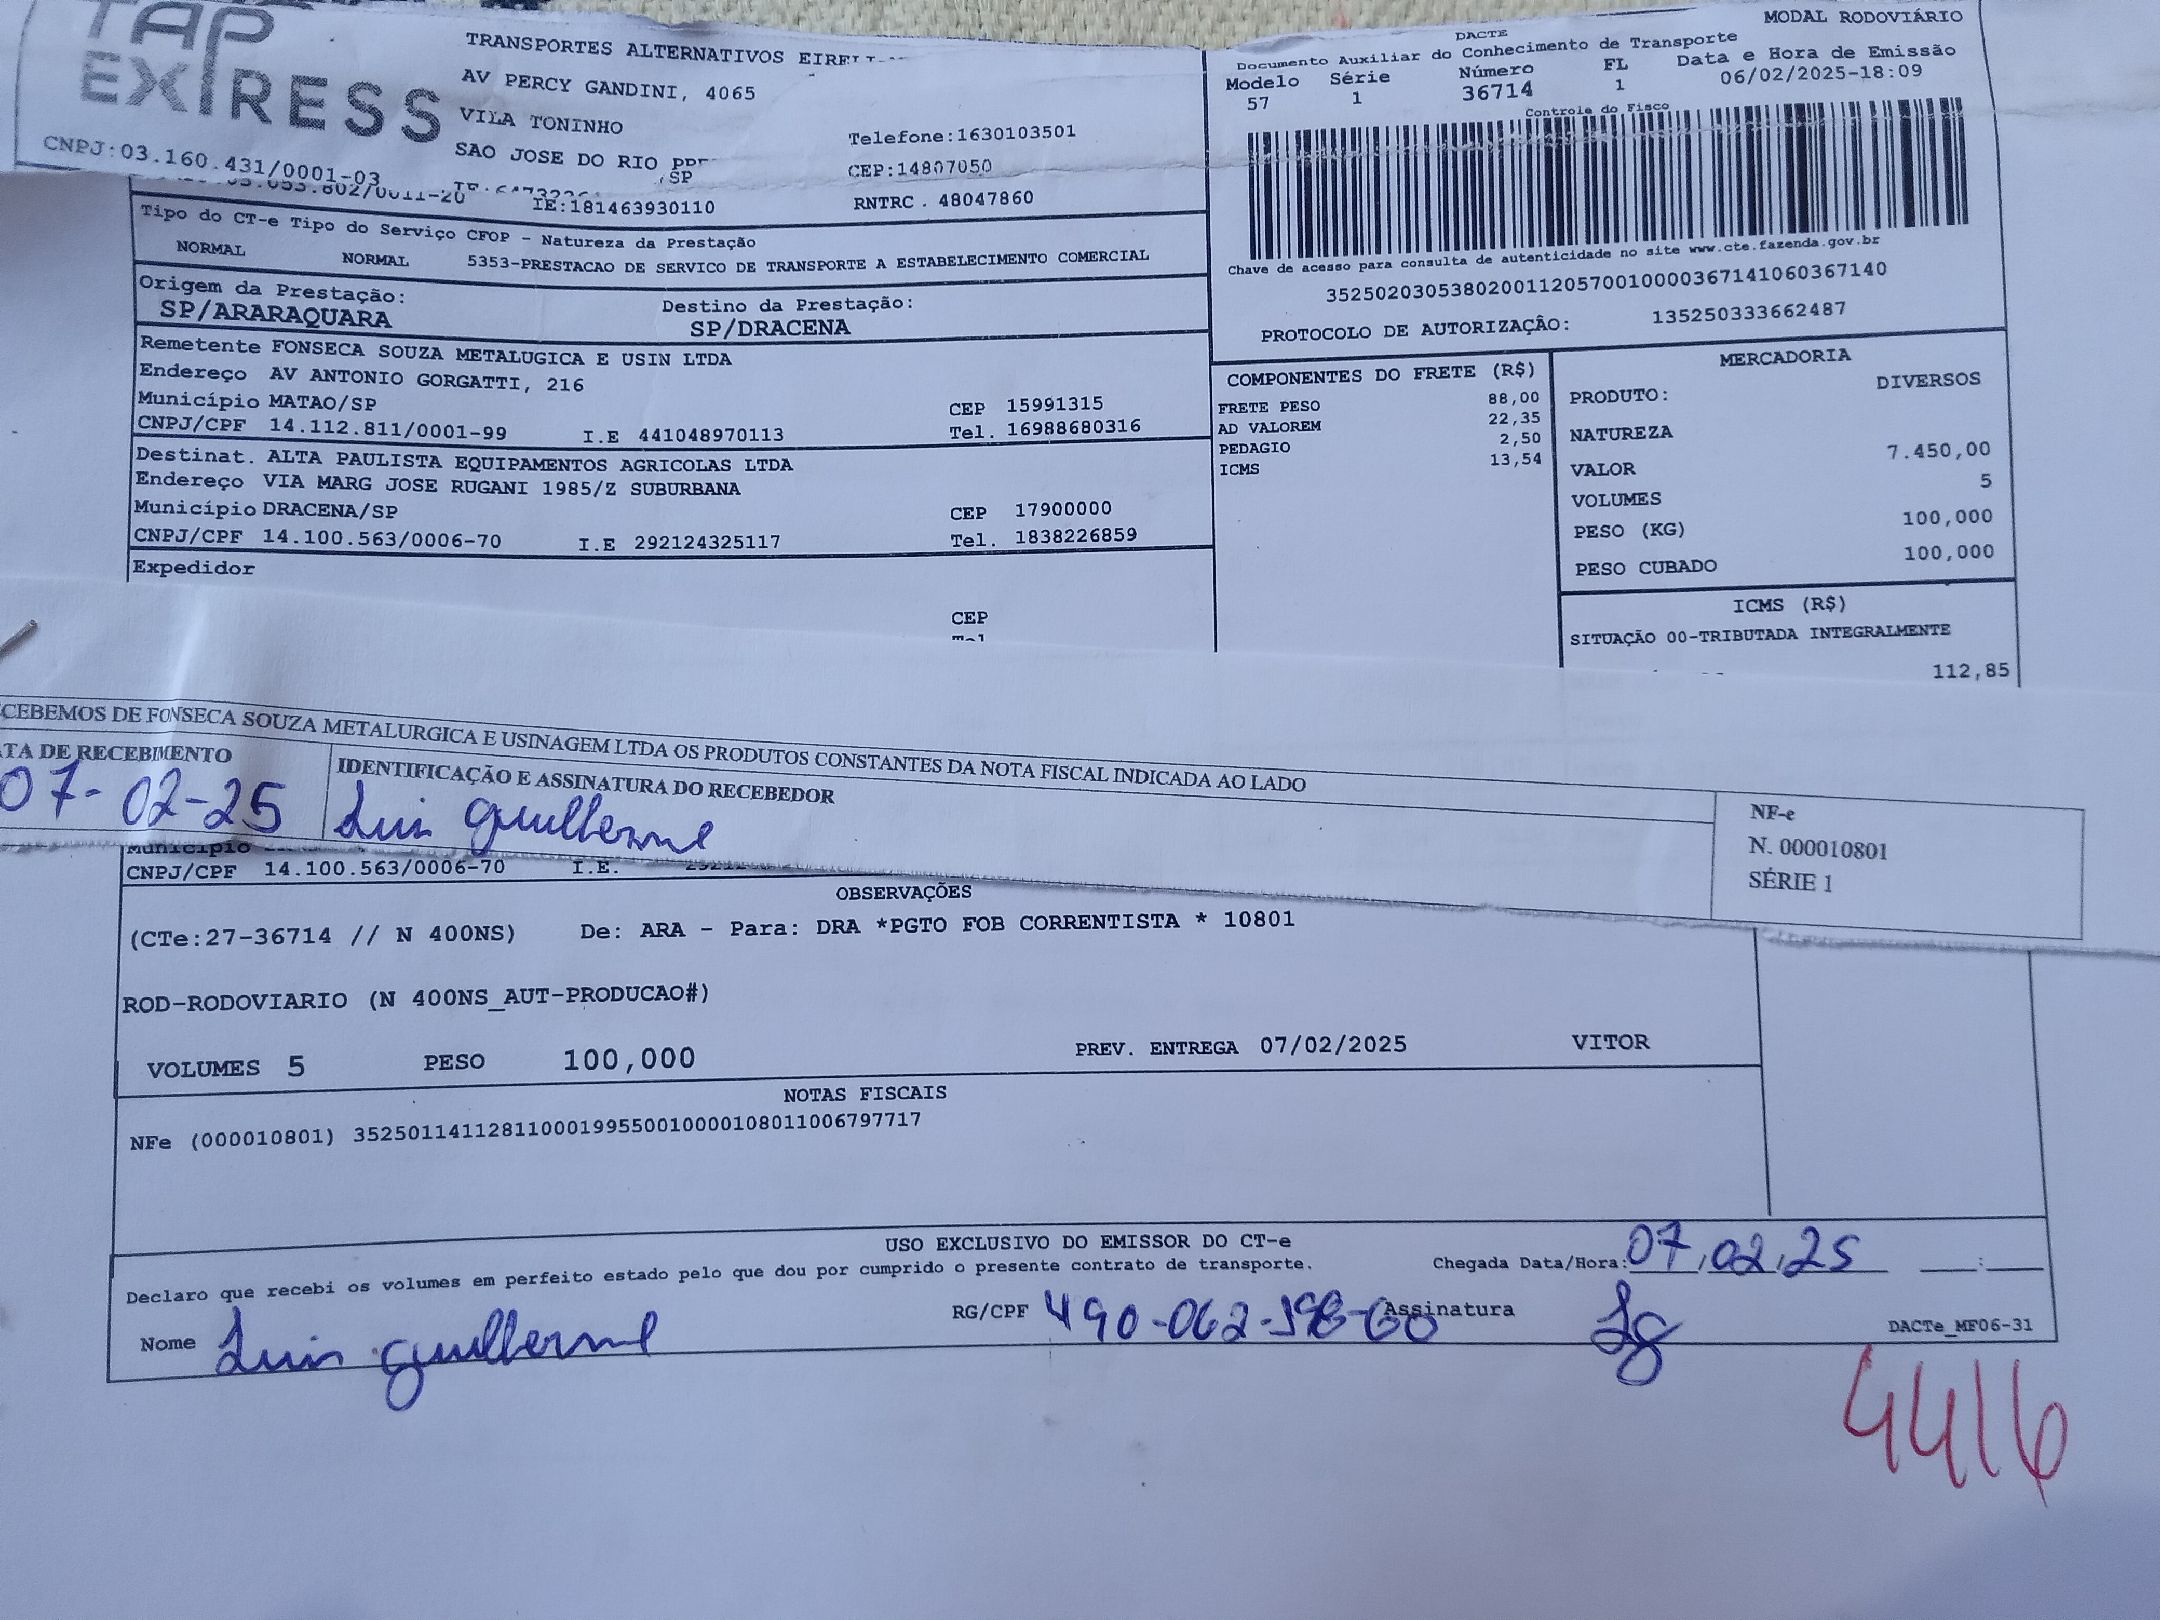 TAP
EXPRESS
CNPJ:03.160.431/0001-03
TRANSPORTES ALTERNATIVOS
AV PERCY GANDINI, 4065
VILA TONINHO
SAO JOSE DO RIO
,SP
IE:181463930110
Telefone:1630103501
CEP:14807050
RNTRC . 48047860
DACTE
MODAL RODOVIÁRIO
Documento Auxiliar do Conhecimento de Transporte
Modelo Série Número FL Data e Hora de Emissão
57 1 36714 1 06/02/2025-18:09
Controle do Fisco
Chave de acesso para consulta de autenticidade no site www.cte.fazenda.gov.br
35250203053802001120570010000367141060367140
PROTOCOLO DE AUTORIZAÇÃO: 135250333662487
Tipo do CT-e Tipo do Serviço CFOP - Natureza da Prestação
NORMAL NORMAL 5353-PRESTACAO DE SERVICO DE TRANSPORTE A ESTABELECIMENTO COMERCIAL
Origem da Prestação: Destino da Prestação:
SP/ARARAQUARA SP/DRACENA
Remetente FONSECA SOUZA METALUGICA E USIN LTDA
Endereço AV ANTONIO GORGATTI, 216
Município MATAO/SP CEP 15991315
CNPJ/CPF 14.112.811/0001-99 I.E 441048970113 Tel. 16988680316
Destinat. ALTA PAULISTA EQUIPAMENTOS AGRICOLAS LTDA
Endereço VIA MARG JOSE RUGANI 1985/Z SUBURBANA
Município DRACENA/SP CEP 17900000
CNPJ/CPF 14.100.563/0006-70 I.E 292124325117 Tel. 1838226859
Expedidor
CEP
COMPONENTES DO FRETE (R$)
FRETE PESO 88,00
AD VALOREM 22,35
PEDAGIO 2,50
ICMS 13,54
MERCADORIA
PRODUTO: DIVERSOS
NATUREZA
VALOR 7.450,00
VOLUMES 5
PESO (KG) 100,000
PESO CUBADO 100,000
ICMS (R$)
SITUAÇÃO 00-TRIBUTADA INTEGRALMENTE
112,85
CEBEMOS DE FONSECA SOUZA METALURGICA E USINAGEM LTDA OS PRODUTOS CONSTANTES DA NOTA FISCAL INDICADA AO LADO
ATA DE RECEBIMENTO IDENTIFICAÇÃO E ASSINATURA DO RECEBEDOR
07-02-25 Luis guilherme
NF-e
N. 000010801
SÉRIE 1
Município
CNPJ/CPF 14.100.563/0006-70 I.E.
OBSERVAÇÕES
(CTe:27-36714 // N 400NS) De: ARA - Para: DRA *PGTO FOB CORRENTISTA * 10801
ROD-RODOVIARIO (N 400NS_AUT-PRODUCAO#)
VOLUMES 5 PESO 100,000 PREV. ENTREGA 07/02/2025 VITOR
NOTAS FISCAIS
NFe (000010801) 35250114112811000199550010000108011006797717
USO EXCLUSIVO DO EMISSOR DO CT-e
Declaro que recebi os volumes em perfeito estado pelo que dou por cumprido o presente contrato de transporte. Chegada Data/Hora: 07/02/25 :
Nome Luis guilherme RG/CPF Assinatura Lg DACTe_MF06-31
4416